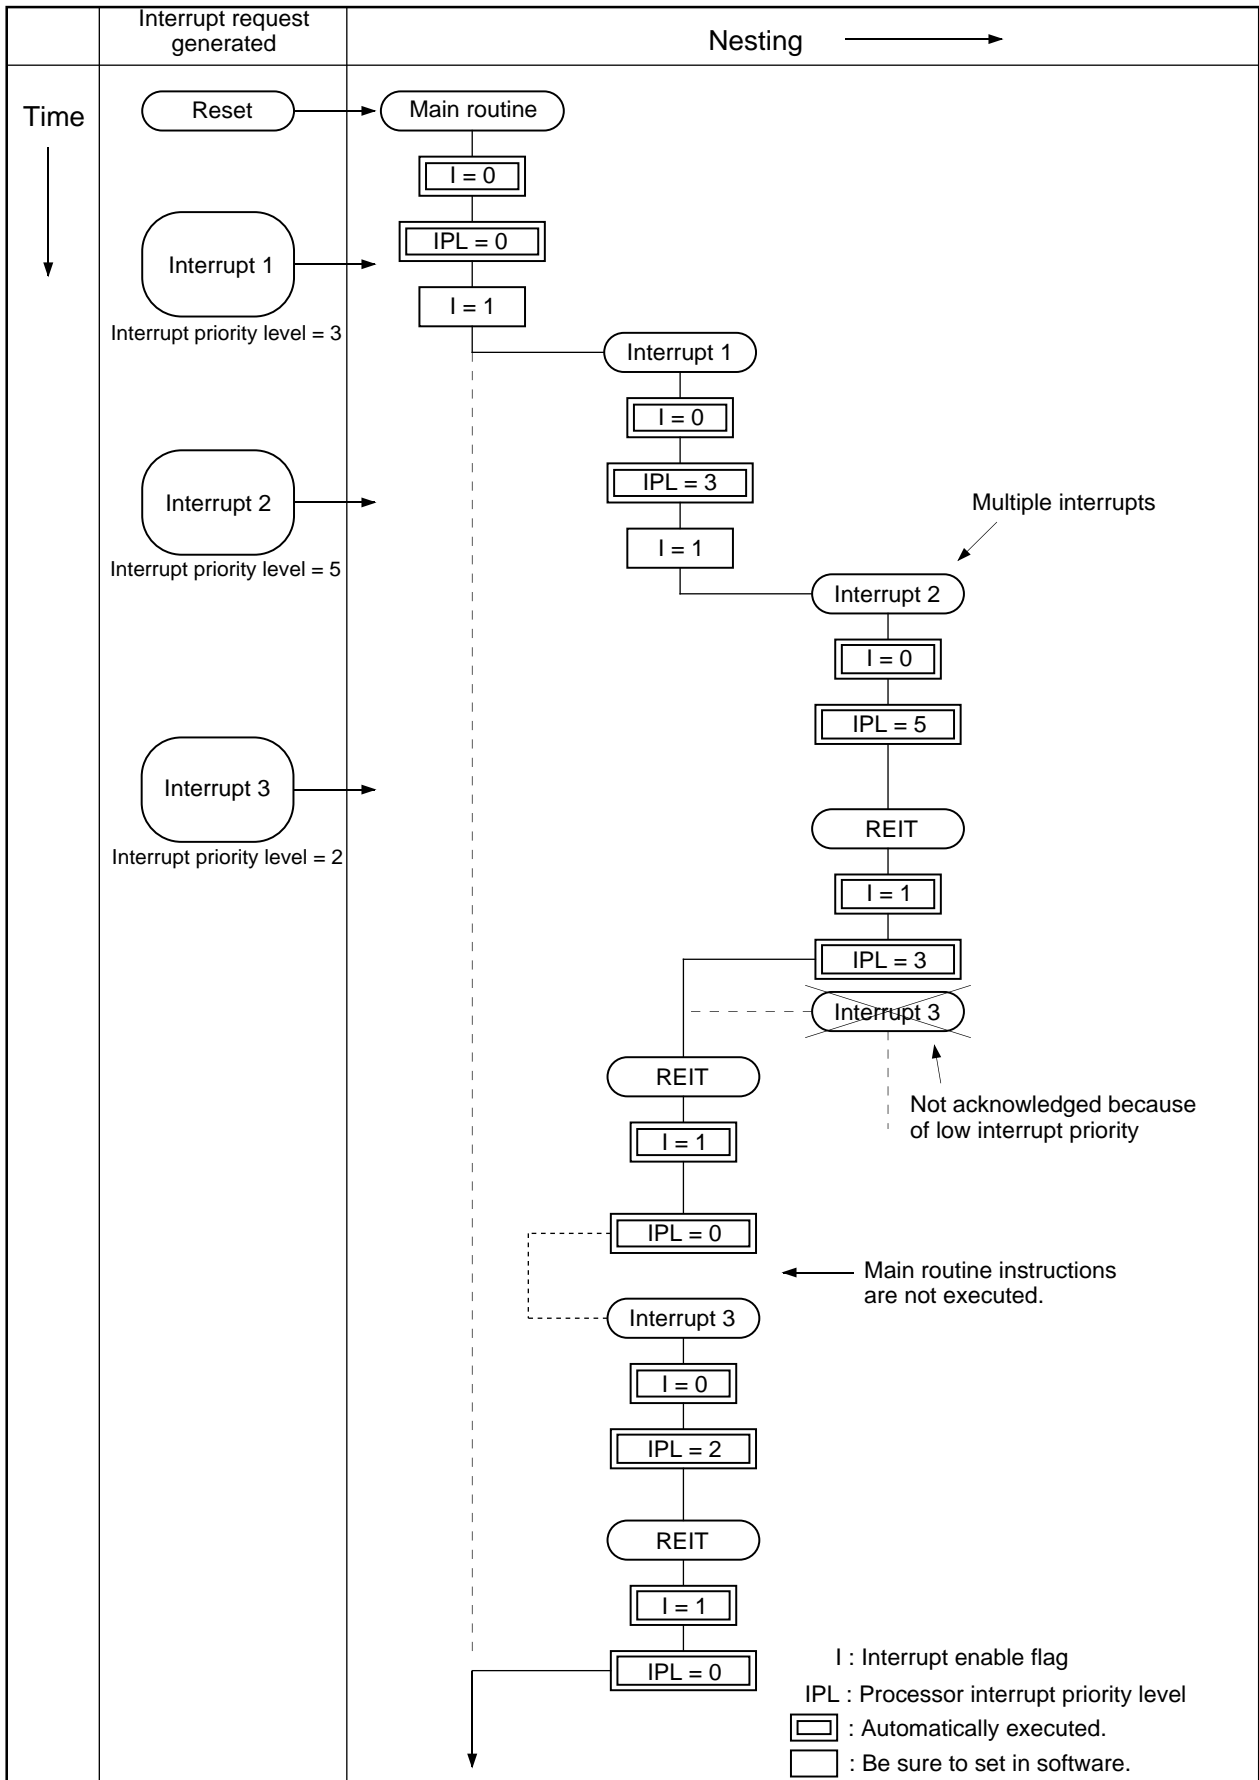 Interrupt request
generated
Nesting
Time
Reset
Main routine
I = 0
IPL = 0
Interrupt 1
I = 1
Interrupt priority level = 3
Interrupt 1
I = 0
IPL = 3
Interrupt 2
Multiple interrupts
I = 1
Interrupt priority level = 5
Interrupt 2
I = 0
IPL = 5
Interrupt 3
REIT
Interrupt priority level = 2
I = 1
IPL = 3
Interrupt 3
REIT
Not acknowledged because
of low interrupt priority
I = 1
IPL = 0
Main routine instructions
are not executed.
Interrupt 3
I = 0
IPL = 2
REIT
I = 1
IPL = 0
I : Interrupt enable flag
IPL : Processor interrupt priority level
: Automatically executed.
: Be sure to set in software.